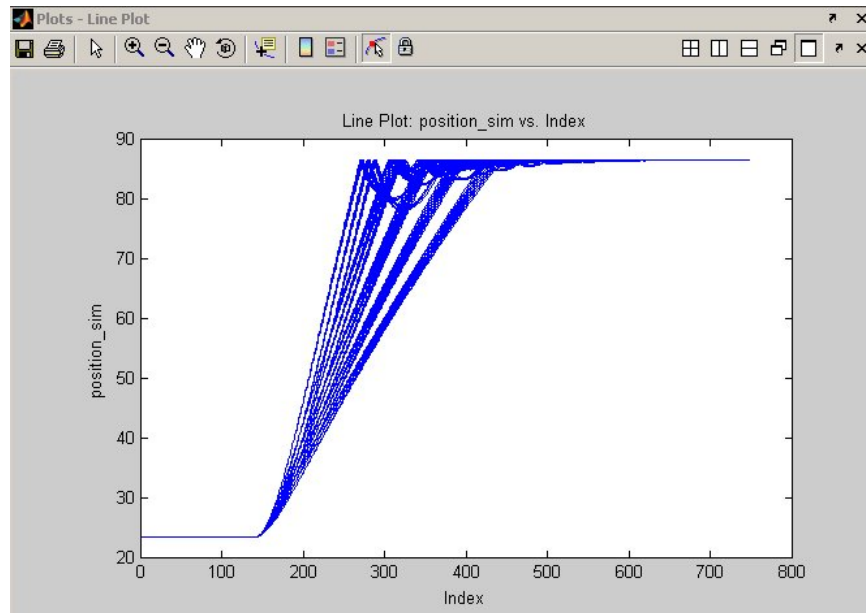 Plots - Line Plot
Line Plot: position_sim vs. Index
90
80
70
60
50
40
30
20
position_sim
0 100 200 300 400 500 600 700 800
Index